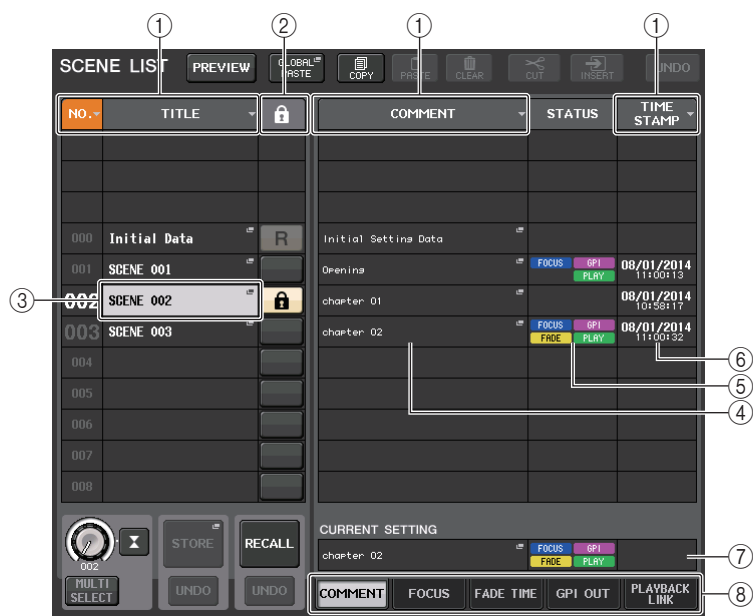 ① ② ① ①
SCENE LIST PREVIEW GLOBAL PASTE COPY PASTE CLEAR CUT INSERT UNDO
NO. TITLE COMMENT STATUS TIME STAMP
000 Initial Data R Initial Setting Data
001 SCENE 001 Opening FOCUS GPI PLAY 08/01/2014 11:00:13
③ 002 SCENE 002 chapter 01 08/01/2014 10:58:17
003 SCENE 003 chapter 02 FOCUS GPI FADE PLAY 08/01/2014 11:00:32
004 ⑥
005 ⑤
006 ④
007
008
CURRENT SETTING
STORE RECALL chapter 02 FOCUS GPI FADE PLAY ⑦
002
MULTI SELECT UNDO UNDO COMMENT FOCUS FADE TIME GPI OUT PLAYBACK LINK ⑧